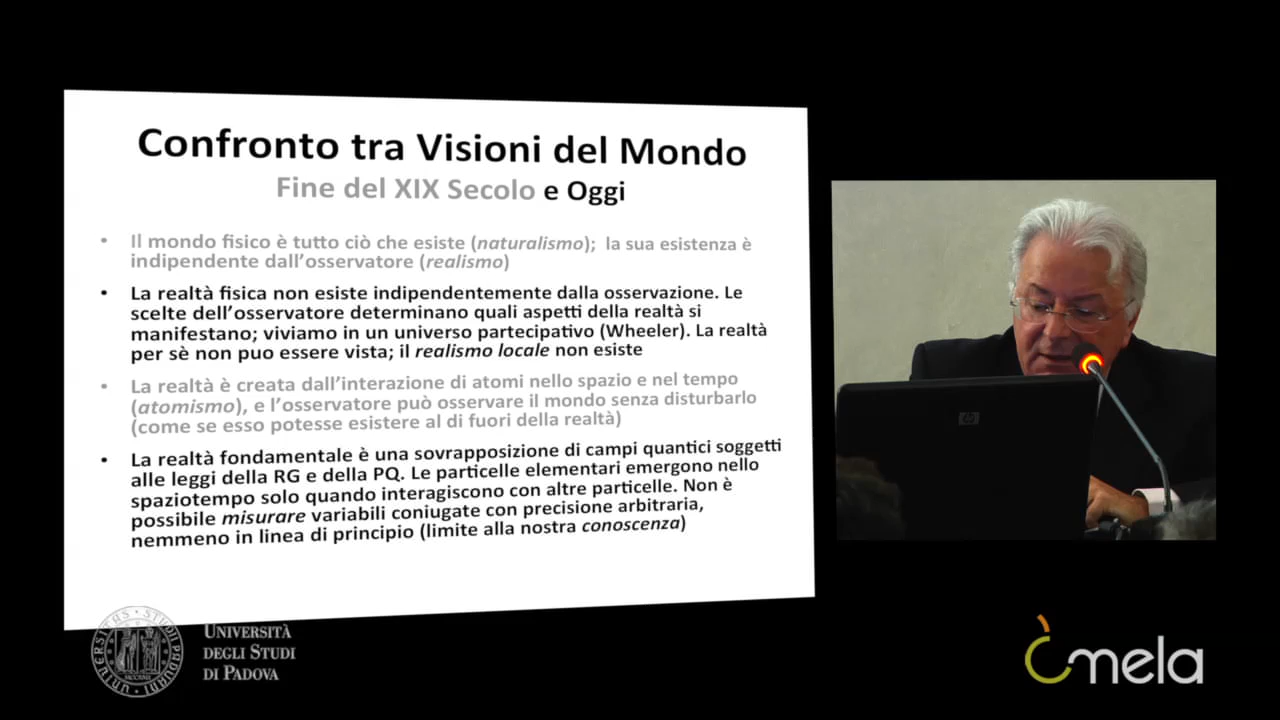 Confronto tra Visioni del Mondo
Fine del XIX Secolo e Oggi
• Il mondo fisico è tutto ciò che esiste (naturalismo); la sua esistenza è
indipendente dall'osservatore (realismo)
• La realtà fisica non esiste indipendentemente dalla osservazione. Le
scelte dell'osservatore determinano quali aspetti della realtà si
manifestano; viviamo in un universo partecipativo (Wheeler). La realtà
per sè non puo essere vista; il realismo locale non esiste
• La realtà è creata dall'interazione di atomi nello spazio e nel tempo
(atomismo), e l'osservatore può osservare il mondo senza disturbarlo
(come se esso potesse esistere al di fuori della realtà)
• La realtà fondamentale è una sovrapposizione di campi quantici soggetti
alle leggi della RG e della PQ. Le particelle elementari emergono nello
spaziotempo solo quando interagiscono con altre particelle. Non è
possibile misurare variabili coniugate con precisione arbitraria,
nemmeno in linea di principio (limite alla nostra conoscenza)
hp
UNIVERSITÀ
DEGLI STUDI
DI PADOVA
mela